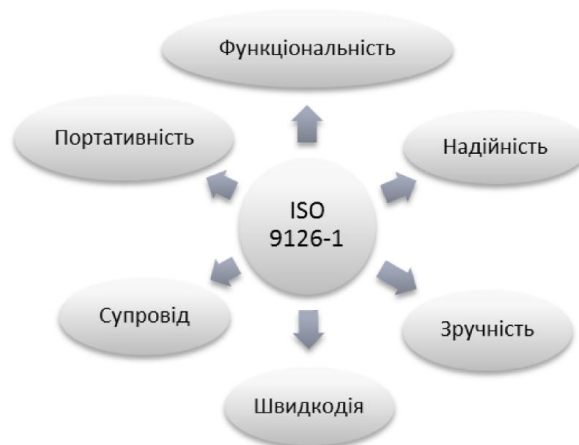 Функціональність
Портативність
Надійність
ISO
9126-1
Супровід
Зручність
Швидкодія